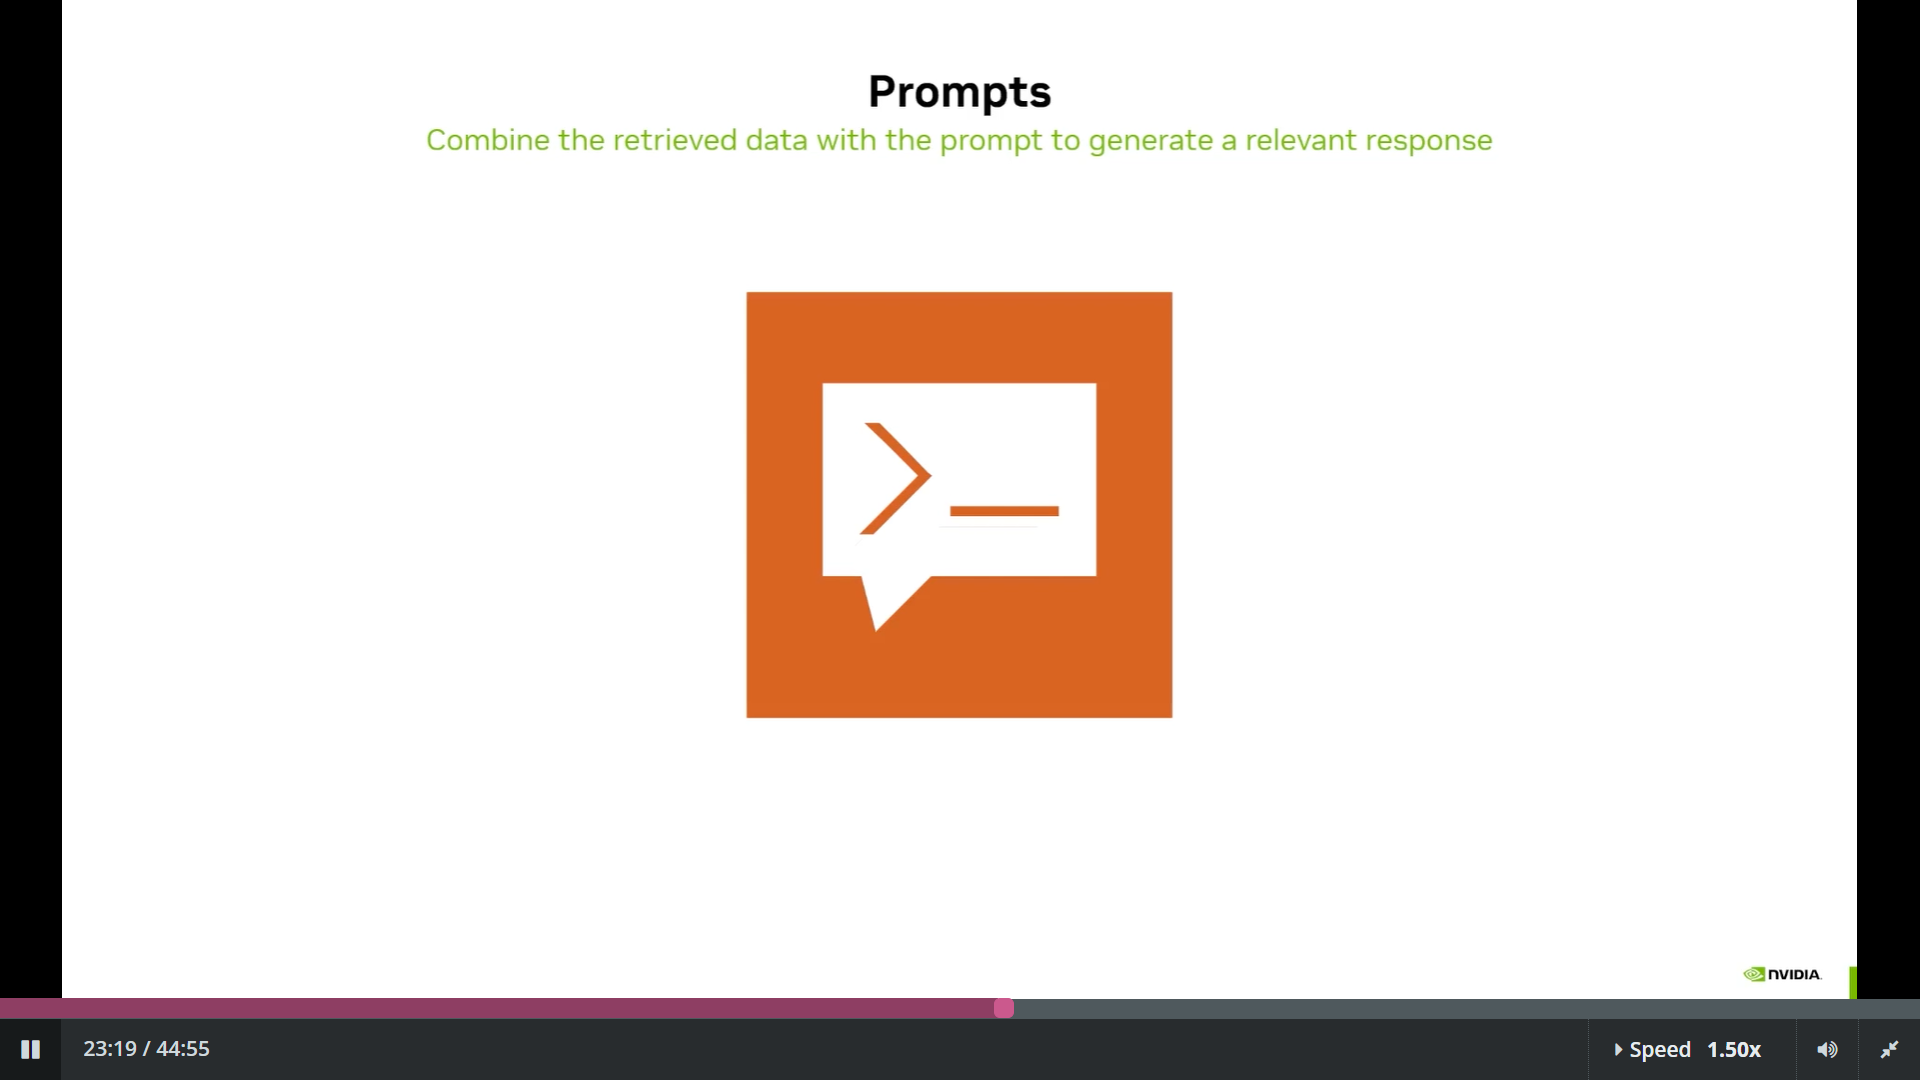 Prompts
Combine the retrieved data with the prompt to generate a relevant response
>_
NVIDIA.
23:19 / 44:55
Speed 1.50x